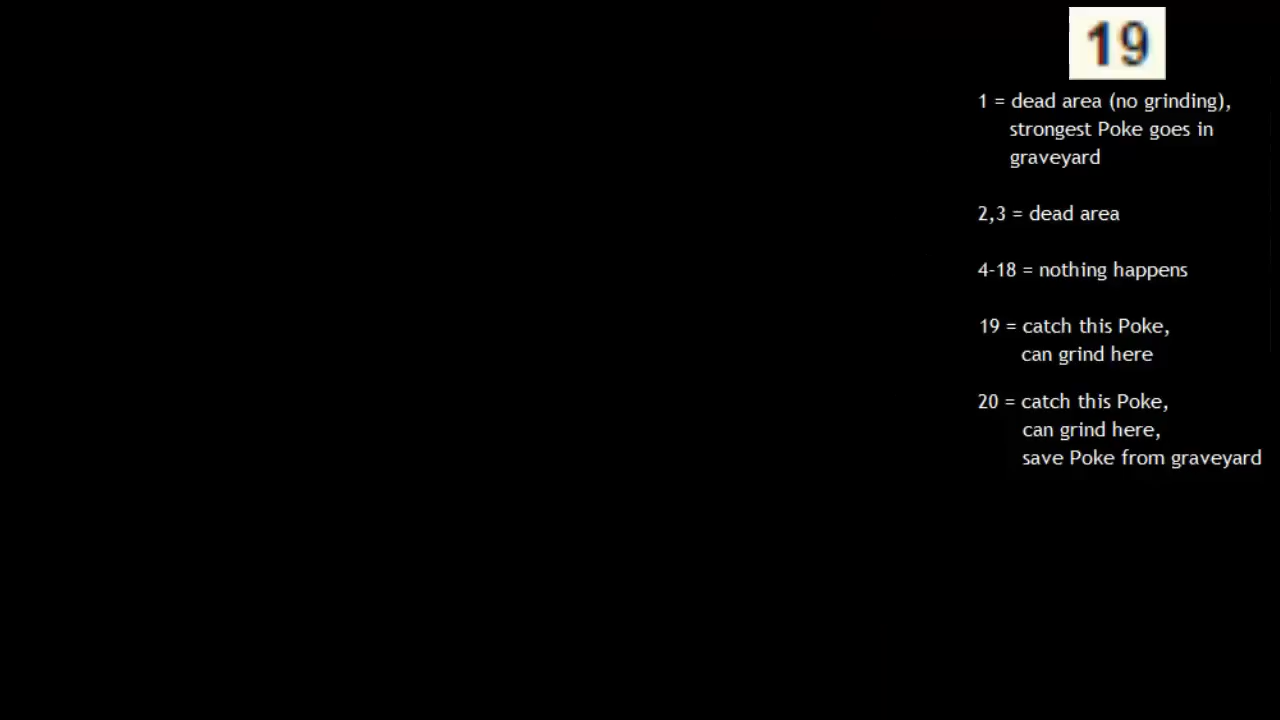 19
1 = dead area (no grinding),
strongest Poke goes in
graveyard
2,3 = dead area
4-18 = nothing happens
19 = catch this Poke,
can grind here
20 = catch this Poke,
can grind here,
save Poke from graveyard